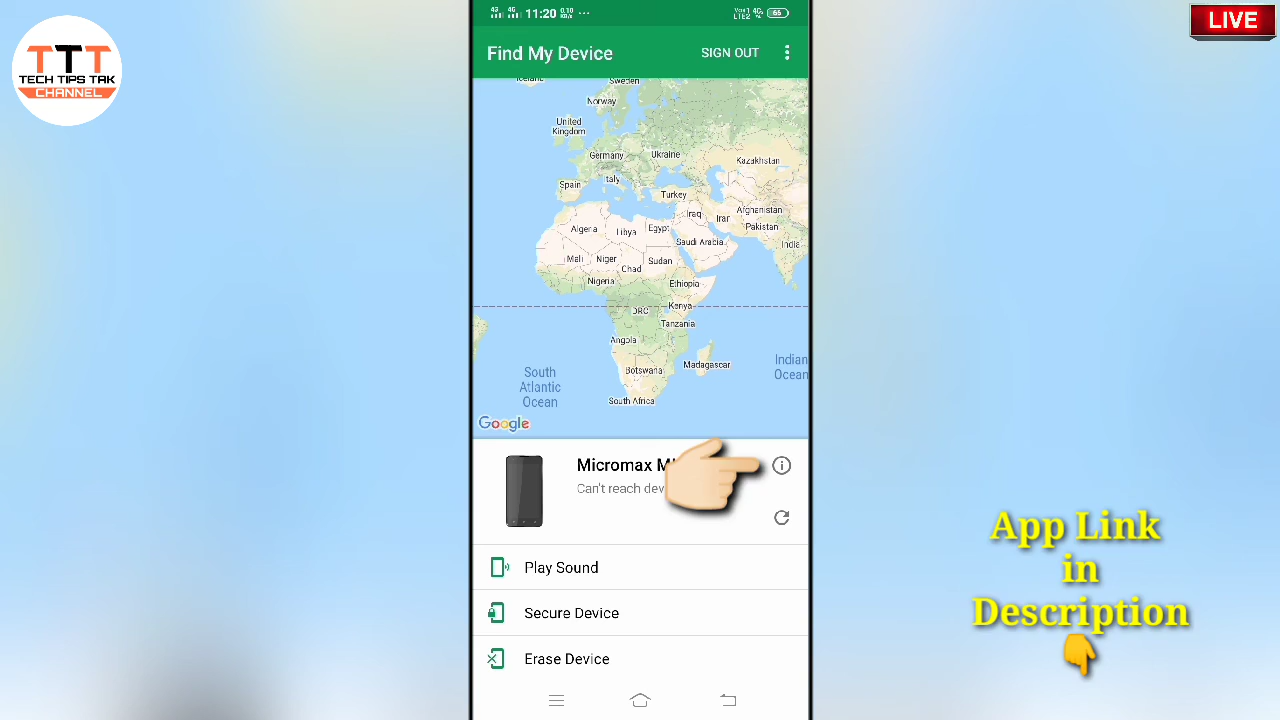 TTT
TECH TIPS TAK
CHANNEL
LIVE
11:20
66
Find My Device
SIGN OUT
Sweden
Norway
United
Kingdom
Germany
Ukraine
Kazakhstan
Spain
Italy
Turkey
Afghanistan
Iraq
Iran
Pakistan
Algeria
Libya
Egypt
Saudi Arabia
India
Mali
Niger
Chad
Sudan
Nigeria
Ethiopia
DRC
Kenya
Tanzania
Angola
Botswana
Madagascar
South Africa
South
Atlantic
Ocean
Indian
Ocean
Google
Micromax
Can't reach
Play Sound
Secure Device
Erase Device
App Link
in
Description